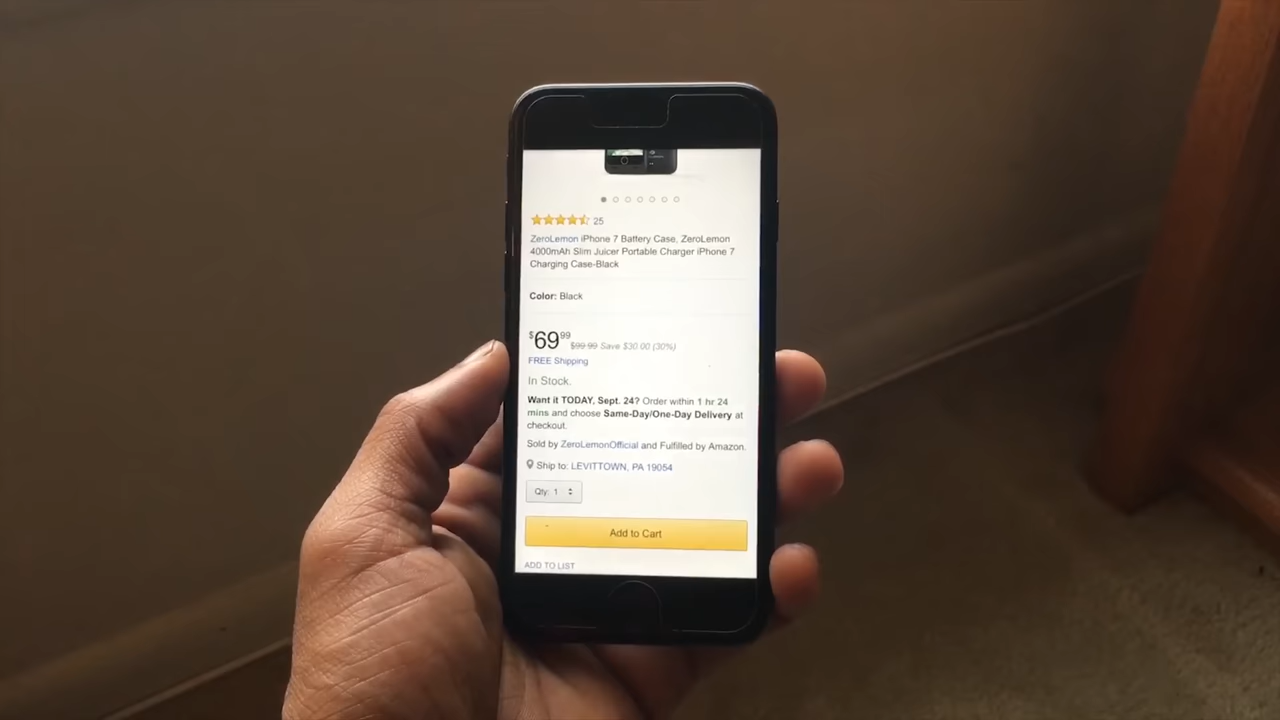 25
ZeroLemon iPhone 7 Battery Case, ZeroLemon
4000mAh Slim Juicer Portable Charger iPhone 7
Charging Case-Black
Color: Black
$69.99 $99.99 Save $30.00 (30%)
FREE Shipping
In Stock.
Want it TODAY, Sept. 24? Order within 1 hr 24
mins and choose Same-Day/One-Day Delivery at
checkout.
Sold by ZeroLemonOfficial and Fulfilled by Amazon.
Ship to: LEVITTOWN, PA 19054
Qty: 1
Add to Cart
ADD TO LIST